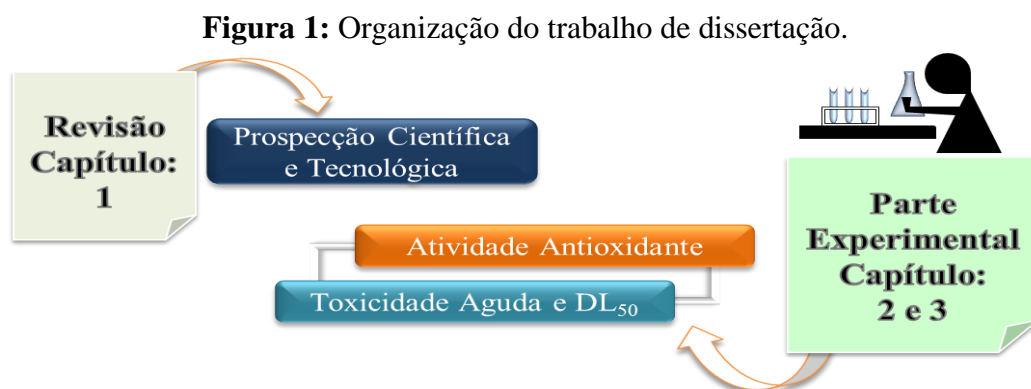 Figura 1: Organização do trabalho de dissertação.
Revisão
Capítulo:
1
Prospecção Científica
e Tecnológica
Atividade Antioxidante
Toxicidade Aguda e DL₅₀
Parte
Experimental
Capítulo:
2 e 3